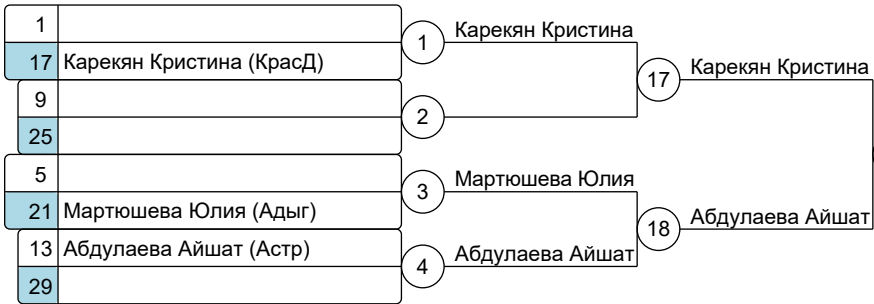 1
17 Карекян Кристина (КрасД)
9
25
5
21 Мартюшева Юлия (Адыг)
13 Абдулаева Айшат (Астр)
29
1 Карекян Кристина
2
3 Мартюшева Юлия
4 Абдулаева Айшат
17 Карекян Кристина
18 Абдулаева Айшат